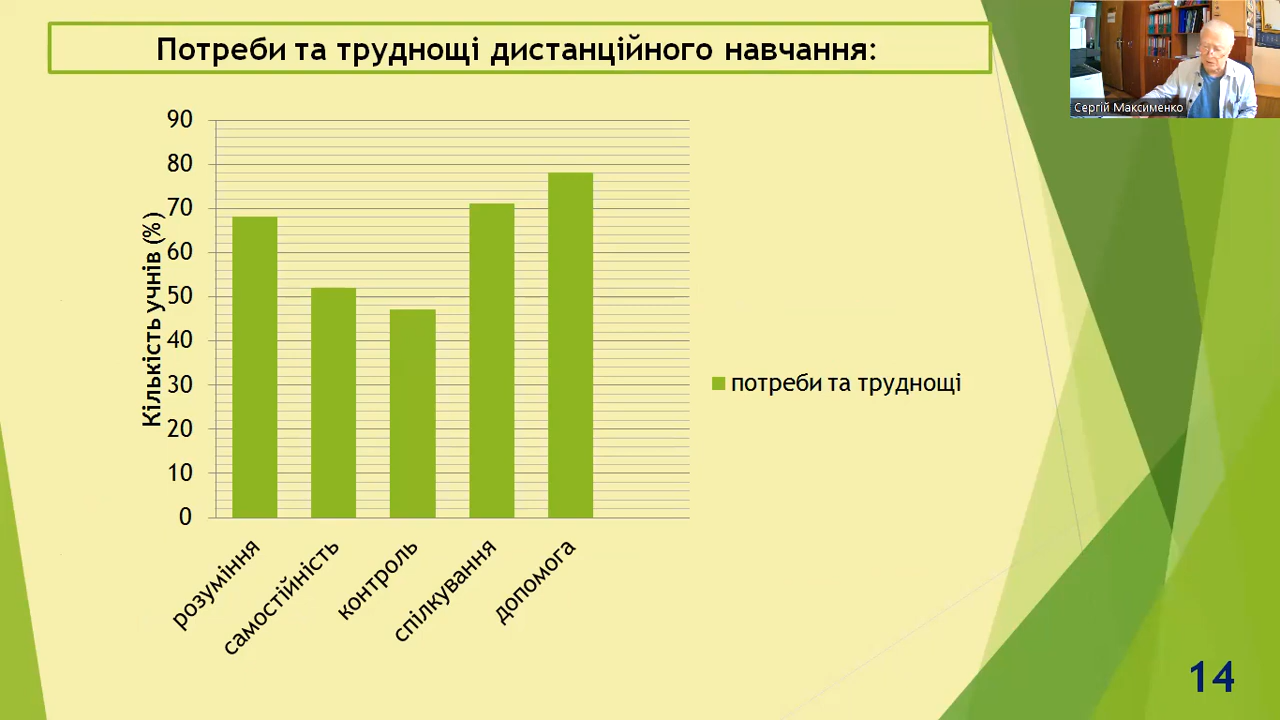 Потреби та труднощі дистанційного навчання:
Сергій Максименко
90
80
70
60
50
40
30
20
10
0
Кількість учнів (%)
розуміння
самостійність
контроль
спілкування
допомога
потреби та труднощі
14